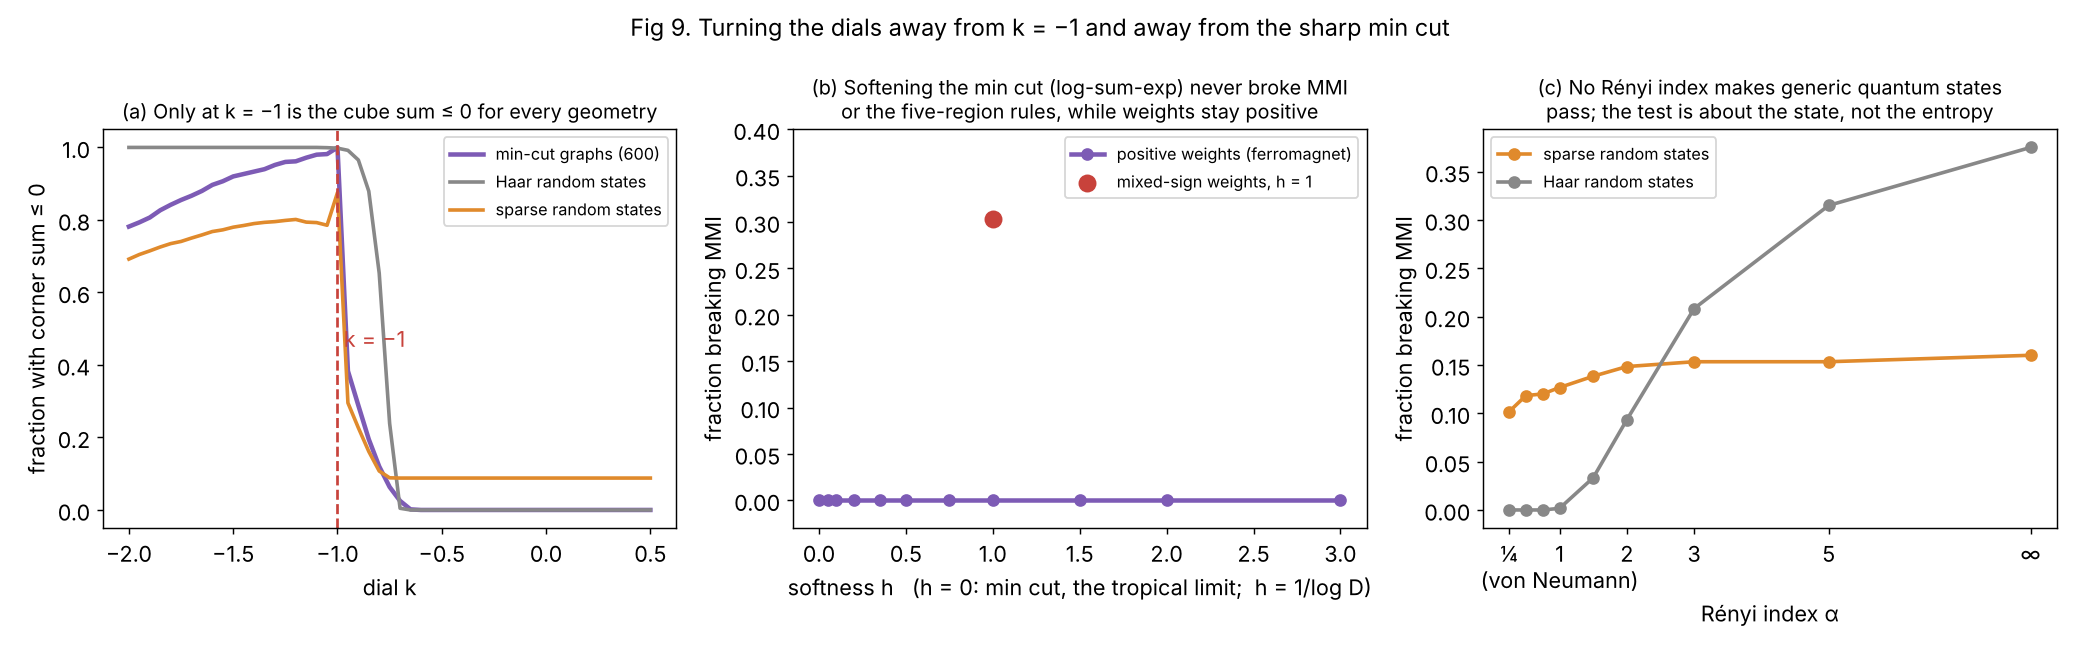 Fig 9. Turning the dials away from k = −1 and away from the sharp min cut
(a) Only at k = −1 is the cube sum ≤ 0 for every geometry
fraction with corner sum ≤ 0
1.0
0.8
0.6
0.4
0.2
0.0
min-cut graphs (600)
Haar random states
sparse random states
k = −1
−2.0
−1.5
−1.0
−0.5
0.0
0.5
dial k
(b) Softening the min cut (log-sum-exp) never broke MMI
or the five-region rules, while weights stay positive
fraction breaking MMI
0.40
0.35
0.30
0.25
0.20
0.15
0.10
0.05
0.00
positive weights (ferromagnet)
mixed-sign weights, h = 1
0.0
0.5
1.0
1.5
2.0
2.5
3.0
softness h (h = 0: min cut, the tropical limit; h = 1/log D)
(c) No Rényi index makes generic quantum states
pass; the test is about the state, not the entropy
fraction breaking MMI
0.35
0.30
0.25
0.20
0.15
0.10
0.05
0.00
sparse random states
Haar random states
¼
1
2
3
5
∞
(von Neumann)
Rényi index α